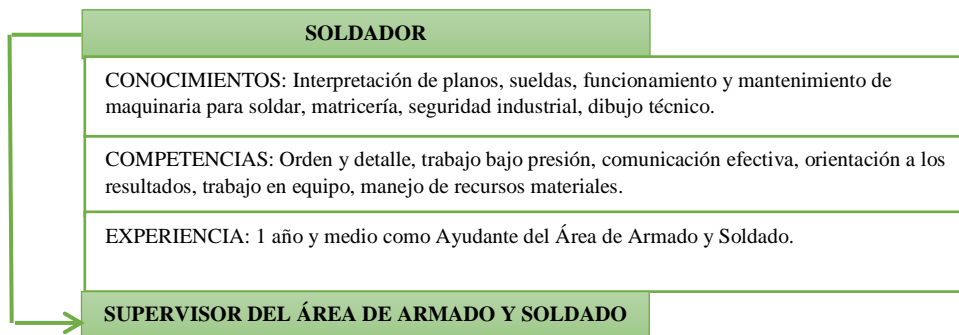 SOLDADOR
CONOCIMIENTOS: Interpretación de planos, sueldas, funcionamiento y mantenimiento de
maquinaria para soldar, matricería, seguridad industrial, dibujo técnico.
COMPETENCIAS: Orden y detalle, trabajo bajo presión, comunicación efectiva, orientación a los
resultados, trabajo en equipo, manejo de recursos materiales.
EXPERIENCIA: 1 año y medio como Ayudante del Área de Armado y Soldado.
SUPERVISOR DEL ÁREA DE ARMADO Y SOLDADO